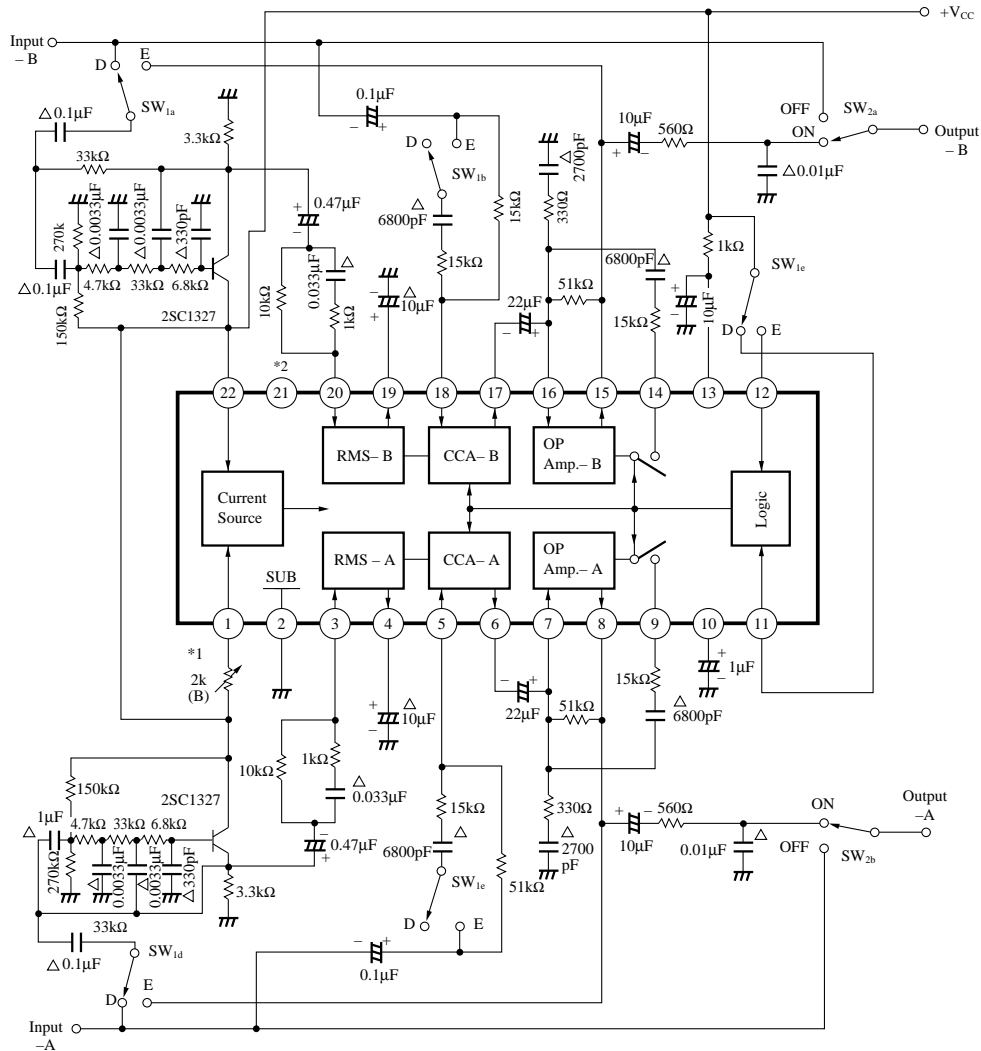 +VCC
Input
– B
D
E
SW1a
△ 0.1µF
3.3kΩ
33kΩ
270k
△ 0.0033µF
△ 0.0033µF
△ 330pF
△ 0.1µF
4.7kΩ
33kΩ
6.8kΩ
150kΩ
2SC1327
+
0.47µF
–
10kΩ
△
0.033µF
1kΩ
*2
–
△
10µF
+
0.1µF
– +
D
E
SW1b
△
6800pF
15kΩ
15kΩ
22µF
– +
△ 2700pF
330Ω
51kΩ
10µF
+ –
560Ω
△ 0.01µF
OFF
ON
SW2a
Output
– B
6800pF △
15kΩ
1kΩ
+
–
10µF
SW1e
D
E
22
21
20
19
18
17
16
15
14
13
12
RMS– B
CCA– B
OP
Amp.– B
Current
Source
Logic
RMS – A
CCA– A
OP
Amp.– A
SUB
1
2
3
4
5
6
7
8
9
10
11
*1
2k
(B)
10kΩ
1kΩ
△
0.033µF
–
0.47µF
+
+
△
10µF
–
– +
22µF
51kΩ
15kΩ
△
6800pF
+
1µF
–
150kΩ
2SC1327
1µF
△
4.7kΩ
33kΩ
6.8kΩ
270kΩ
△
0.0033µF
△
0.0033µF
△ 330pF
3.3kΩ
33kΩ
△ 0.1µF
SW1d
D
E
15kΩ
△
6800pF
SW1e
D
E
51kΩ
– +
0.1µF
330Ω
△
2700
pF
+ –
10µF
560Ω
△
0.01µF
ON
OFF
SW2b
Output
–A
Input
–A